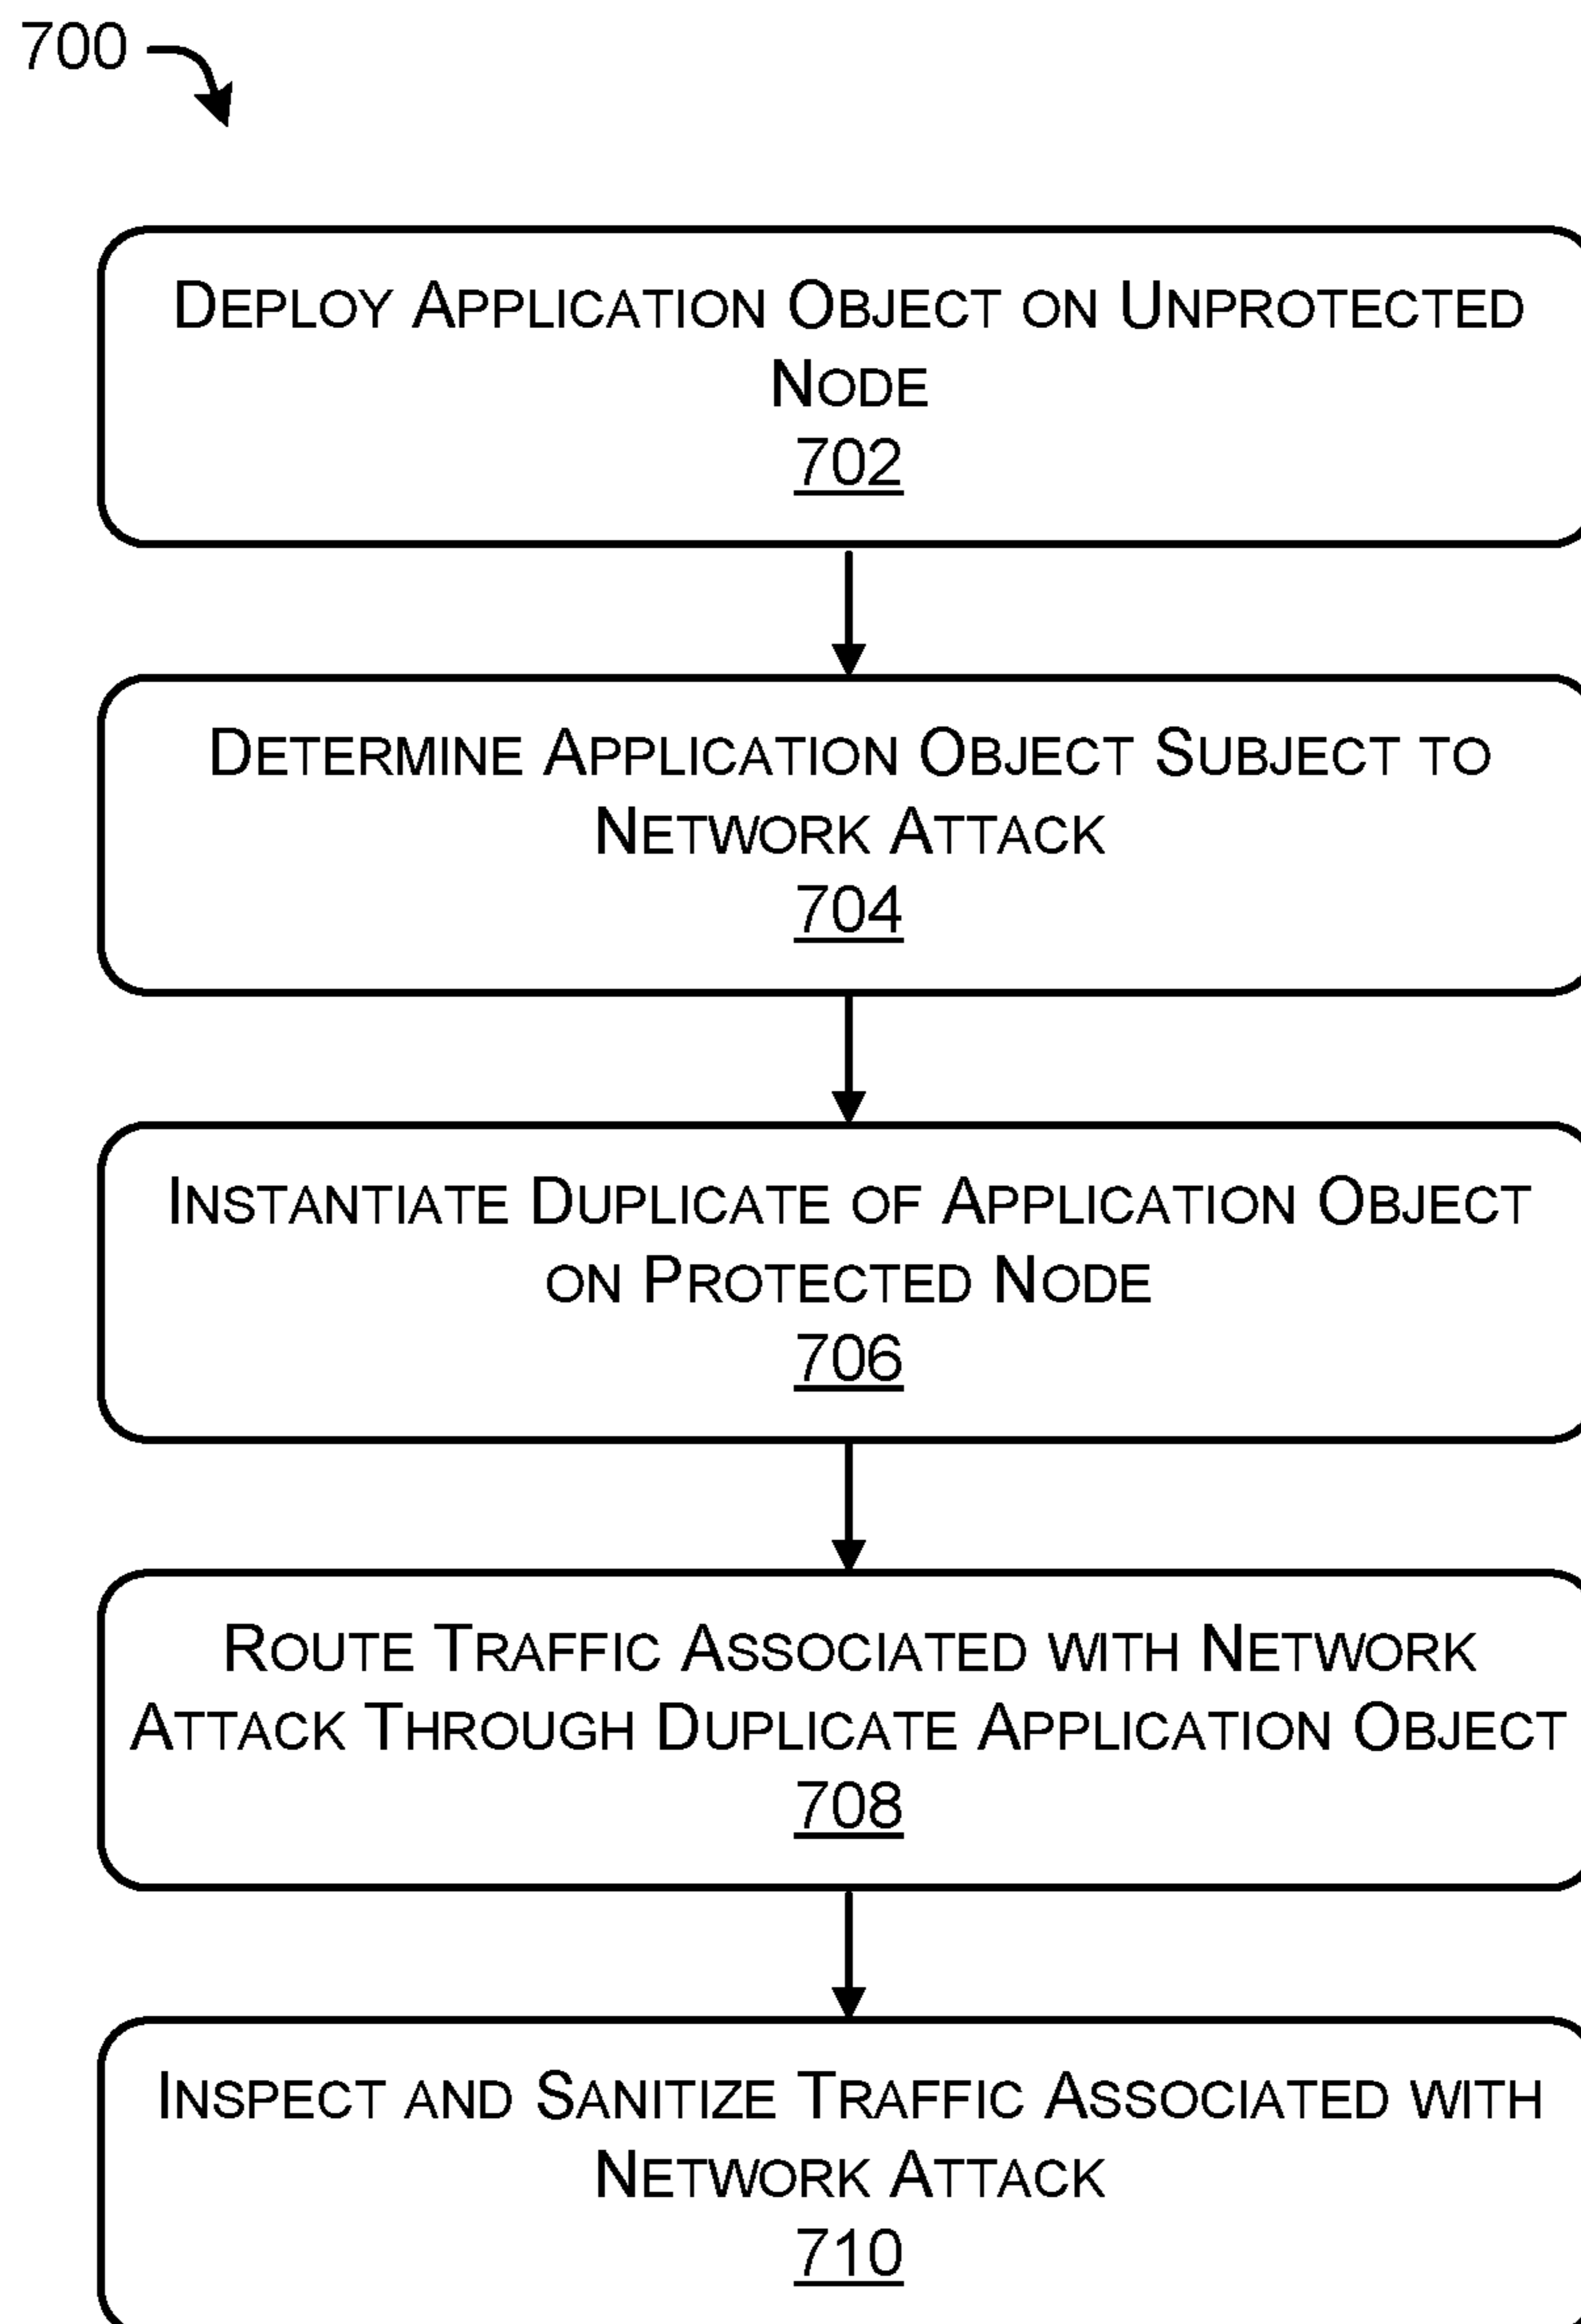 700
Deploy Application Object on Unprotected
Node
702
Determine Application Object Subject to
Network Attack
704
Instantiate Duplicate of Application Object
on Protected Node
706
Route Traffic Associated with Network
Attack Through Duplicate Application Object
708
Inspect and Sanitize Traffic Associated with
Network Attack
710